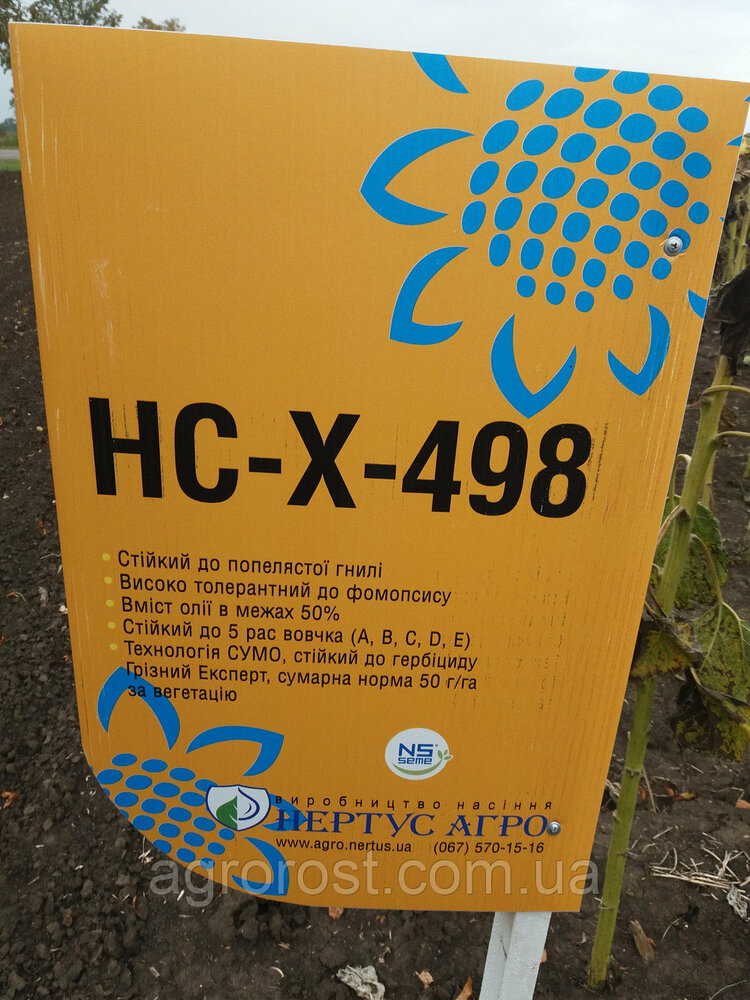 НС-Х-498
Стійкий до попелястої гнилі
Високо толерантний до фомопсису
Вміст олії в межах 50%
Стійкий до 5 рас вовчка (А, В, С, D, Е)
Технологія СУМО, стійкий до гербіциду
Грізний Експерт, сумарна норма 50 г/га
за вегетацію
NS
seme
виробництво насіння
НЕРТУС АГРО
www.agro.nertus.ua (067) 570-15-16
agrorost.com.ua